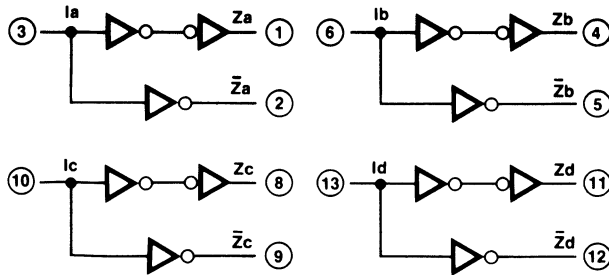 3 Ia Za 1
Z̄a 2
6 Ib Zb 4
Z̄b 5
10 Ic Zc 8
Z̄c 9
13 Id Zd 11
Z̄d 12